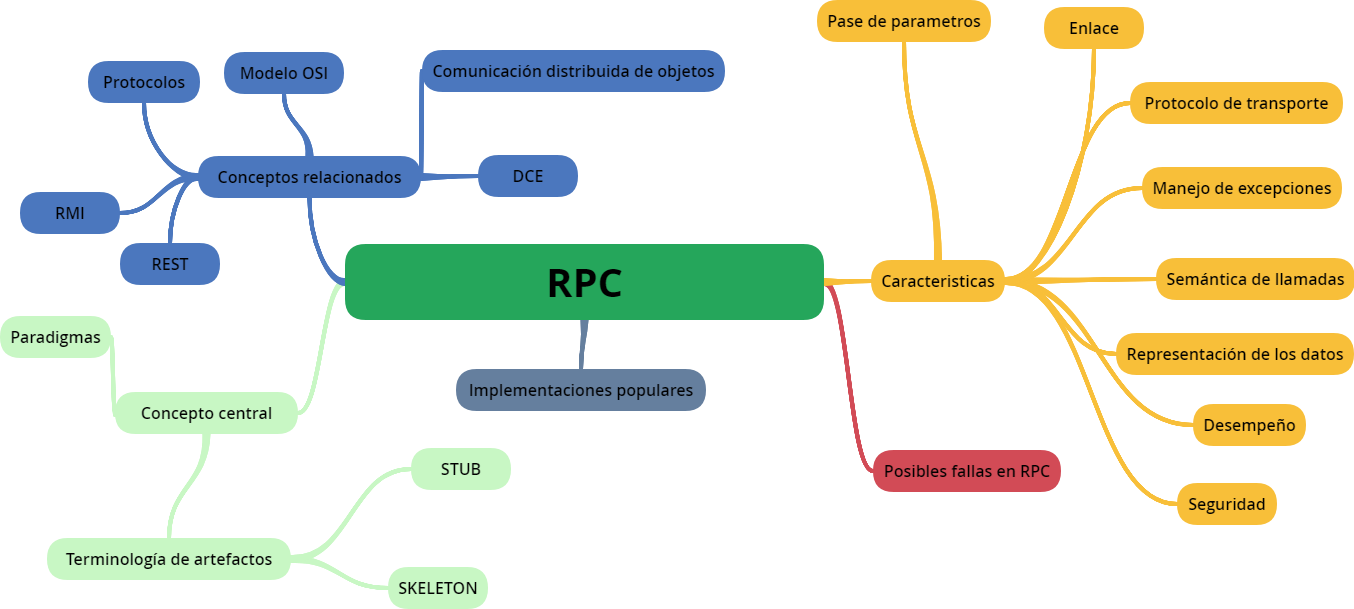 Pase de parametros
Enlace
Comunicación distribuida de objetos
Modelo OSI
Protocolos
Protocolo de transporte
Conceptos relacionados
DCE
Manejo de excepciones
RMI
REST
RPC
Caracteristicas
Semántica de llamadas
Paradigmas
Representación de los datos
Implementaciones populares
Concepto central
Desempeño
STUB
Posibles fallas en RPC
Seguridad
Terminología de artefactos
SKELETON